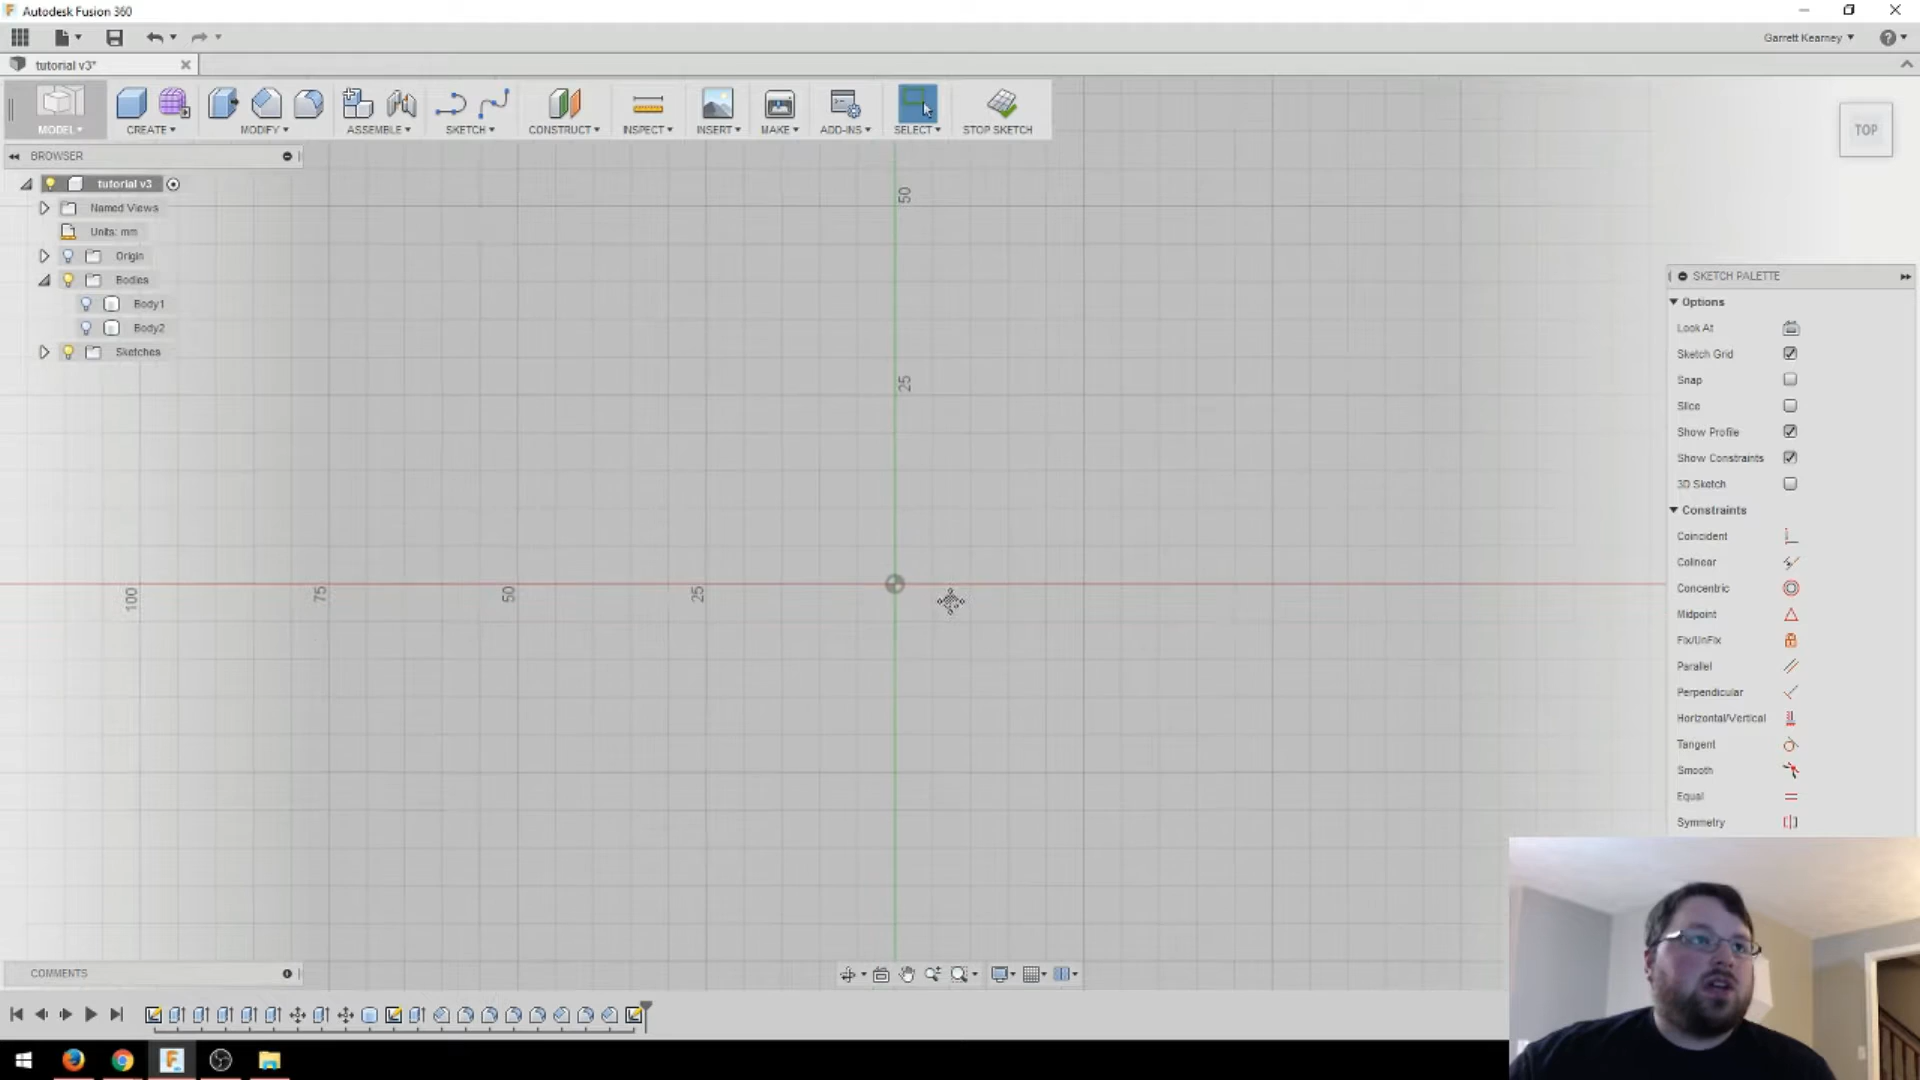 Autodesk Fusion 360
Garrett Kearney
tutorial v3*
MODEL
CREATE
MODIFY
ASSEMBLE
SKETCH
CONSTRUCT
INSPECT
INSERT
MAKE
ADD-INS
SELECT
STOP SKETCH
TOP
BROWSER
tutorial v3
Named Views
Units: mm
Origin
Bodies
Body1
Body2
Sketches
50
25
100
75
50
25
SKETCH PALETTE
Options
Look At
Sketch Grid
Snap
Slice
Show Profile
Show Constraints
3D Sketch
Constraints
Coincident
Colinear
Concentric
Midpoint
Fix/UnFix
Parallel
Perpendicular
Horizontal/Vertical
Tangent
Smooth
Equal
Symmetry
COMMENTS